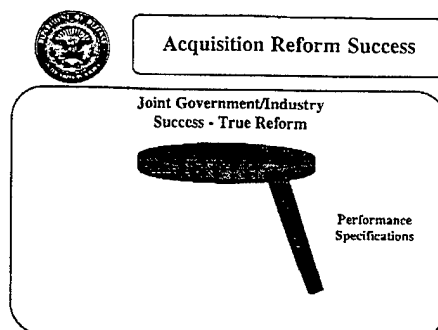 Acquisition Reform Success
Joint Government/Industry
Success - True Reform
Performance
Specifications